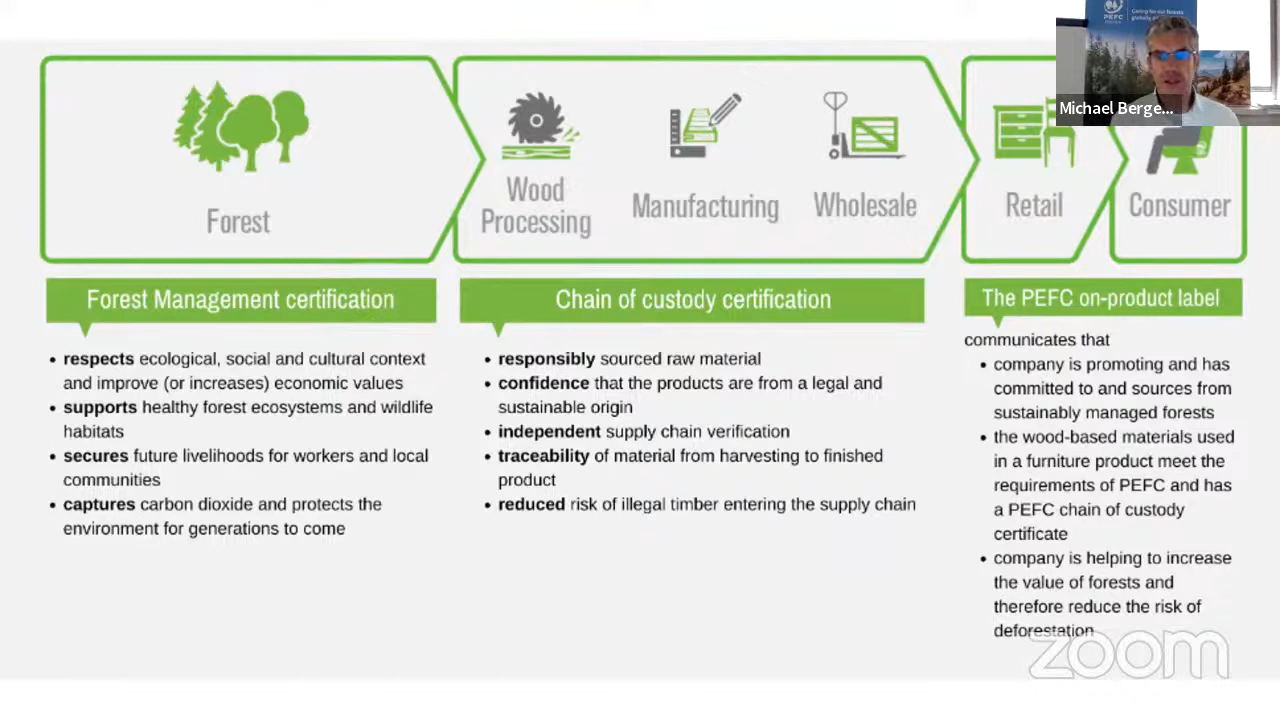 PEFC
Caring for our forests
globally
Michael Berge...
Forest
Wood
Processing
Manufacturing
Wholesale
Retail
Consumer
Forest Management certification
• respects ecological, social and cultural context
and improve (or increases) economic values
• supports healthy forest ecosystems and wildlife
habitats
• secures future livelihoods for workers and local
communities
• captures carbon dioxide and protects the
environment for generations to come
Chain of custody certification
• responsibly sourced raw material
• confidence that the products are from a legal and
sustainable origin
• independent supply chain verification
• traceability of material from harvesting to finished
product
• reduced risk of illegal timber entering the supply chain
The PEFC on-product label
communicates that
• company is promoting and has
committed to and sources from
sustainably managed forests
• the wood-based materials used
in a furniture product meet the
requirements of PEFC and has
a PEFC chain of custody
certificate
• company is helping to increase
the value of forests and
therefore reduce the risk of
deforestation
zoom